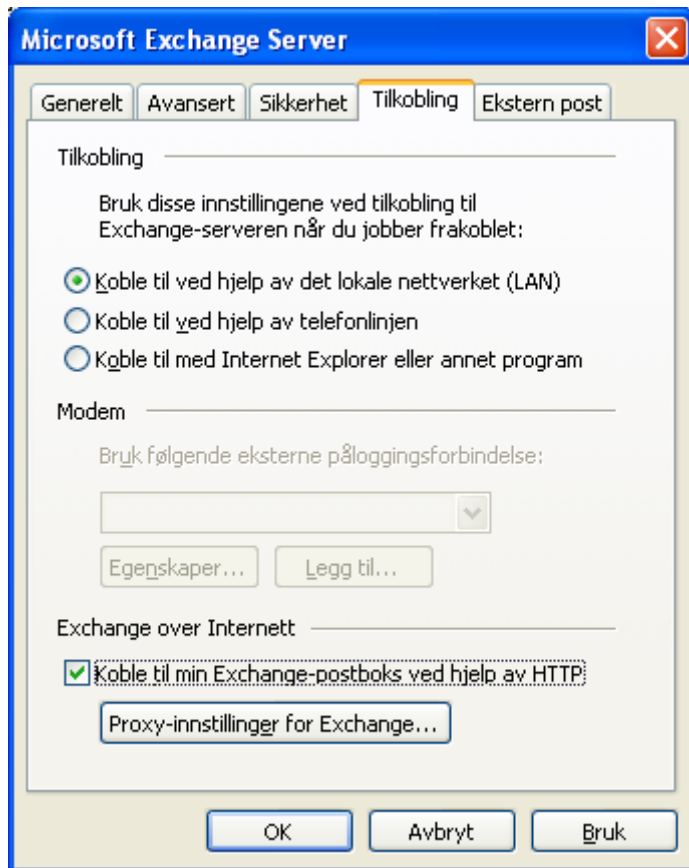 Microsoft Exchange Server
Generelt Avansert Sikkerhet Tilkobling Ekstern post
Tilkobling
Bruk disse innstillingene ved tilkobling til
Exchange-serveren når du jobber frakoblet:
Koble til ved hjelp av det lokale nettverket (LAN)
Koble til ved hjelp av telefonlinjen
Koble til med Internet Explorer eller annet program
Modem
Bruk følgende eksterne påloggingsforbindelse:
Egenskaper... Legg til...
Exchange over Internett
Koble til min Exchange-postboks ved hjelp av HTTP
Proxy-innstillinger for Exchange...
OK Avbryt Bruk